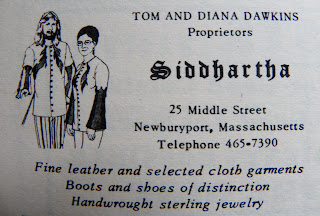 TOM AND DIANA DAWKINS
Proprietors
Siddhartha
25 Middle Street
Newburyport, Massachusetts
Telephone 465-7390
Fine leather and selected cloth garments
Boots and shoes of distinction
Handwrought sterling jewelry